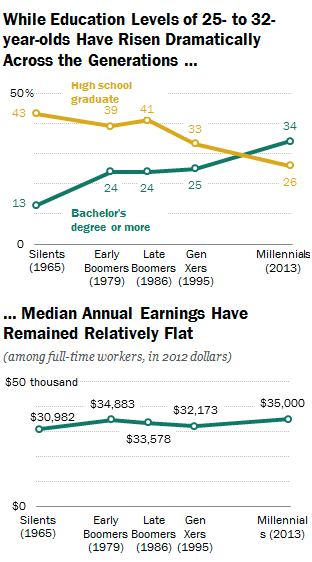 While Education Levels of 25- to 32-
year-olds Have Risen Dramatically
Across the Generations ...
50%
High school
graduate
43
39
41
33
34
13
24
24
25
26
Bachelor's
degree or more
0
Silents
(1965)
Early
Boomers
(1979)
Late
Boomers
(1986)
Gen
Xers
(1995)
Millennials
(2013)
... Median Annual Earnings Have
Remained Relatively Flat
(among full-time workers, in 2012 dollars)
$50 thousand
$30,982
$34,883
$33,578
$32,173
$35,000
$0
Silents
(1965)
Early
Boomers
(1979)
Late
Boomers
(1986)
Gen
Xers
(1995)
Millennial
s (2013)